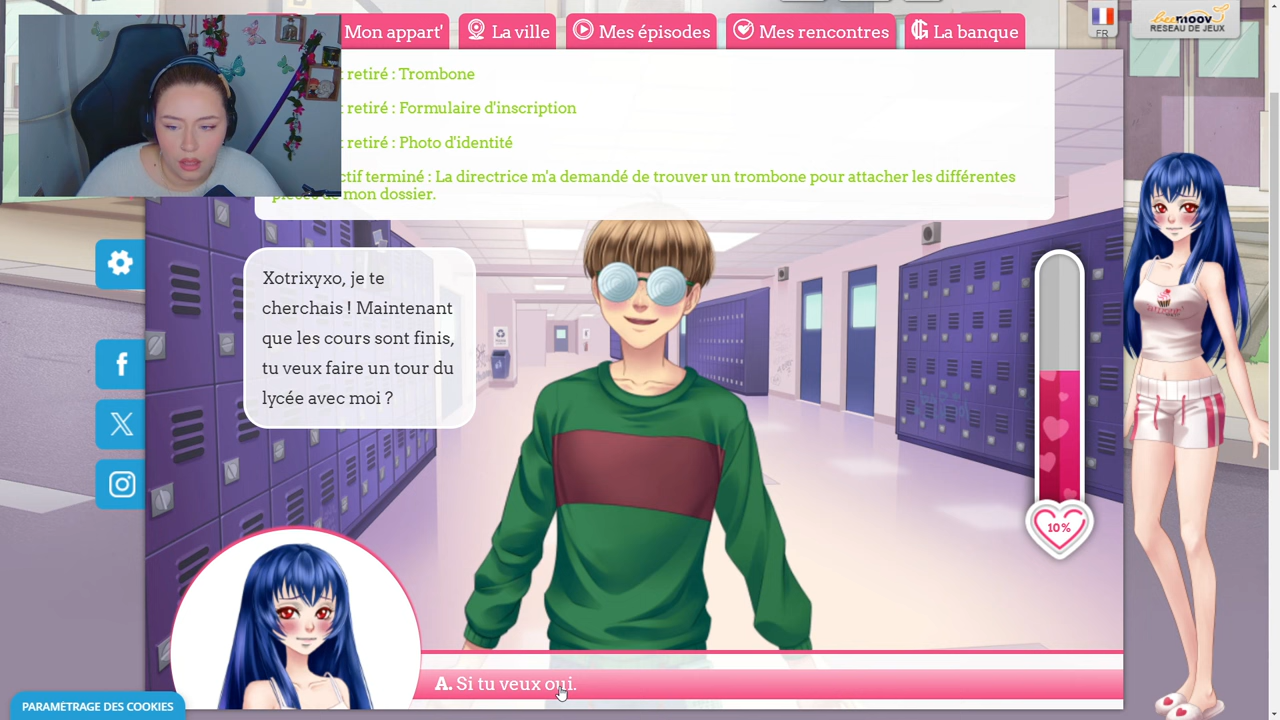 Mon appart'
La ville
Mes épisodes
Mes rencontres
La banque
FR
beemoov
RESEAU DE JEUX
retiré : Trombone
retiré : Formulaire d'inscription
retiré : Photo d'identité
ctif terminé : La directrice m'a demandé de trouver un trombone pour attacher les différentes
mon dossier.
Xotrixyxo, je te
cherchais ! Maintenant
que les cours sont finis,
tu veux faire un tour du
lycée avec moi ?
10%
A. Si tu veux oui.
PARAMÉTRAGE DES COOKIES